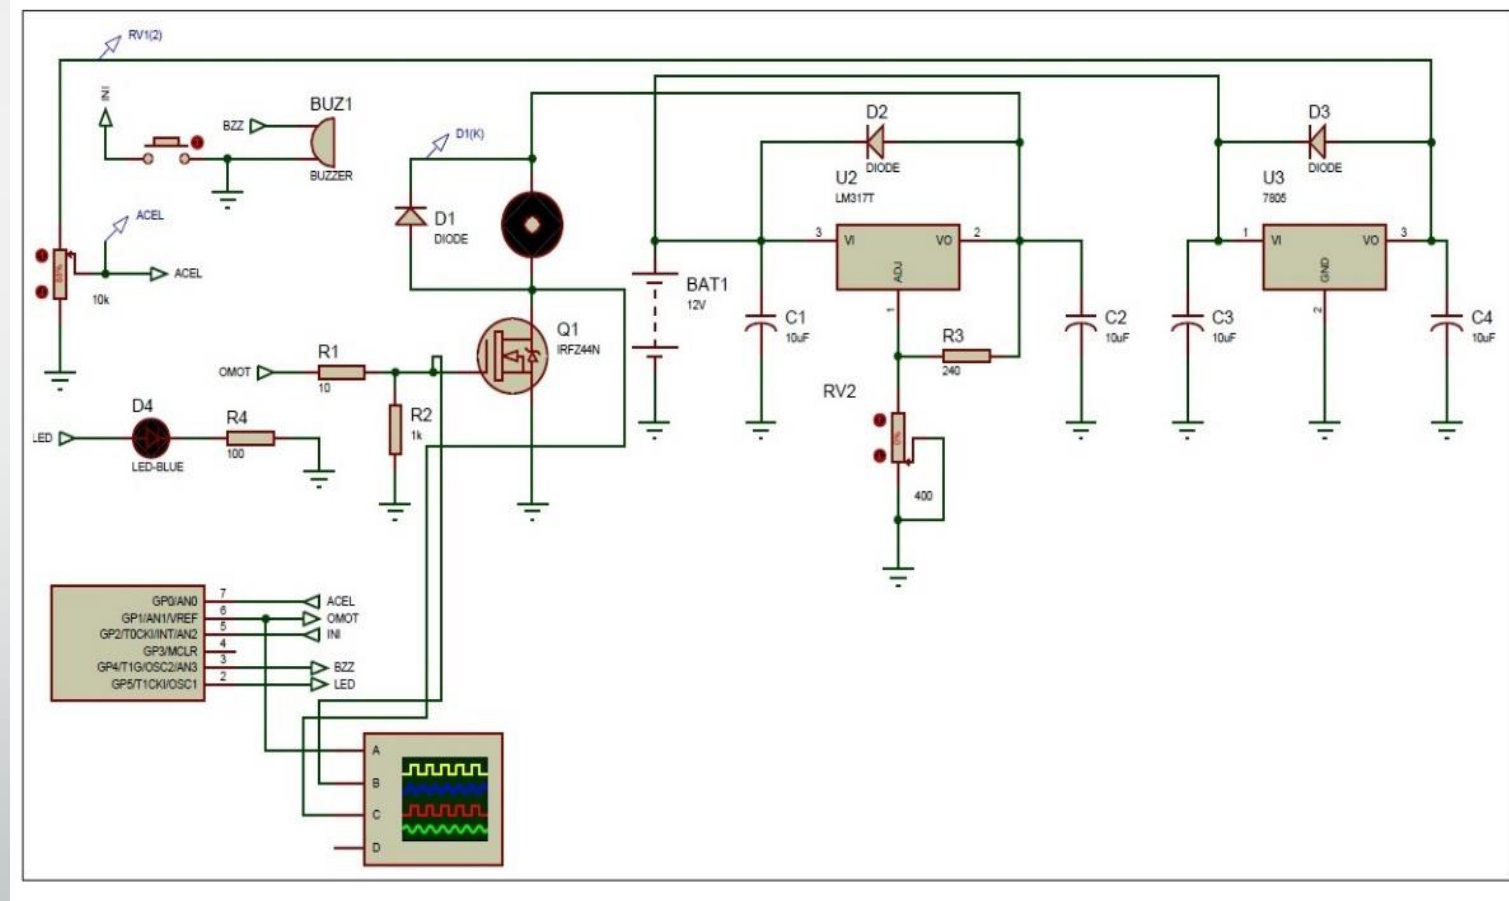 RV1(2)
INI
BZZ
BUZ1
BUZZER
D1(K)
D1
DIODE
ACEL
ACEL
10k
D2
DIODE
U2
LM317T
3
VI
VO
2
ADJ
1
D3
DIODE
U3
7805
1
VI
VO
3
GND
2
BAT1
12V
C1
10uF
C2
10uF
C3
10uF
C4
10uF
R3
240
RV2
0%
400
Q1
IRFZ44N
OMOT
R1
10
R2
1k
LED
D4
LED-BLUE
R4
100
GP0/AN0 7 ACEL
GP1/AN1/VREF 6 OMOT
GP2/T0CKI/INT/AN2 5 INI
GP3/MCLR 4
GP4/T1G/OSC2/AN3 3 BZZ
GP5/T1CKI/OSC1 2 LED
A
B
C
D